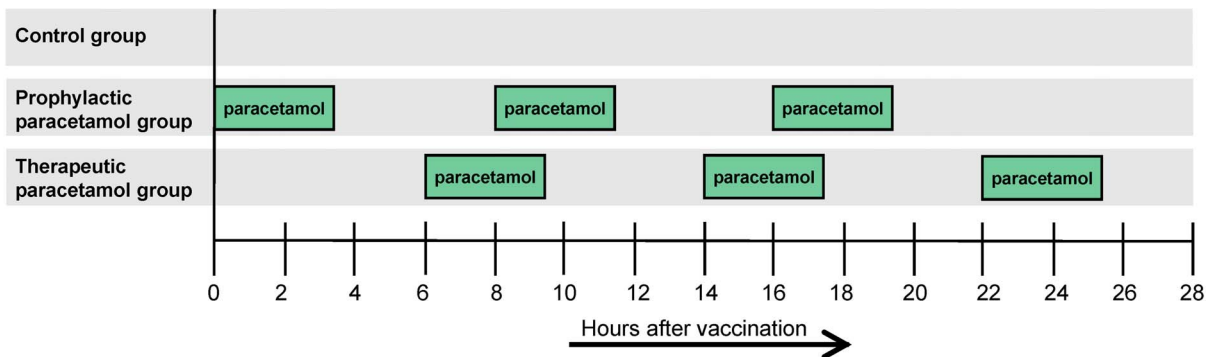 Control group
Prophylactic
paracetamol group
paracetamol paracetamol paracetamol
Therapeutic
paracetamol group
paracetamol paracetamol paracetamol
0 2 4 6 8 10 12 14 16 18 20 22 24 26 28
Hours after vaccination